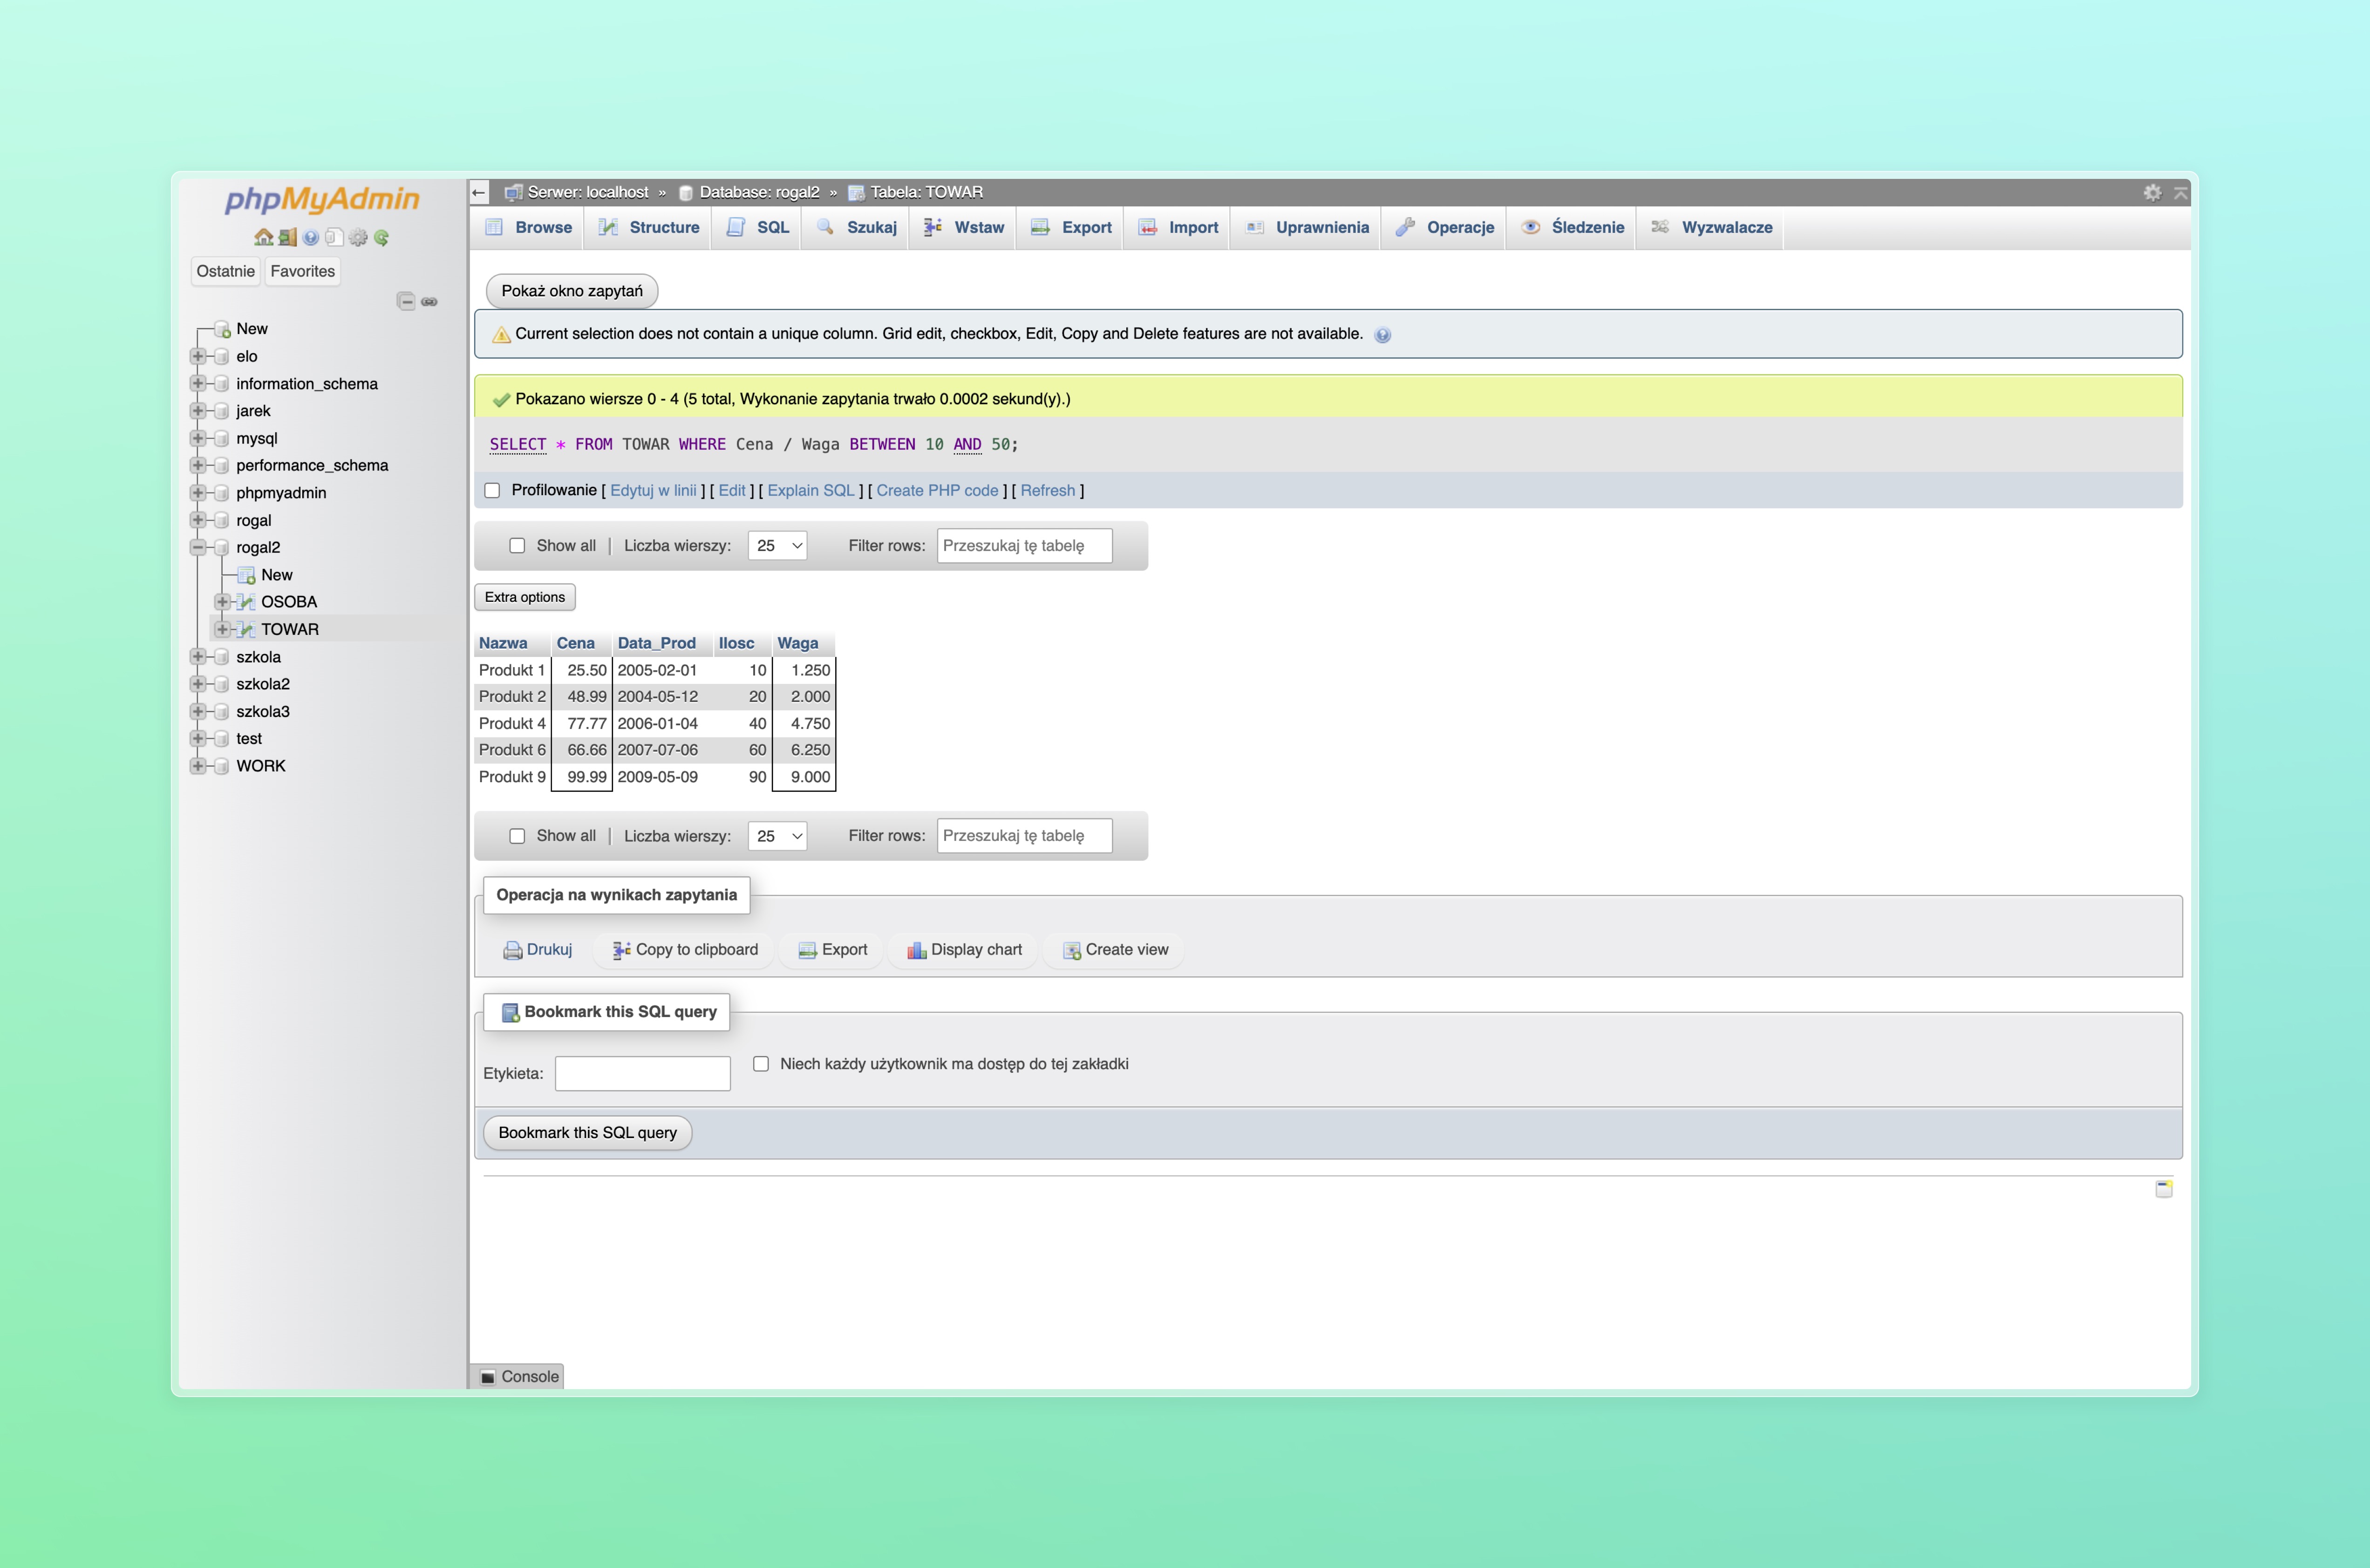 phpMyAdmin
Ostatnie Favorites
New
elo
information_schema
jarek
mysql
performance_schema
phpmyadmin
rogal
rogal2
New
OSOBA
TOWAR
szkola
szkola2
szkola3
test
WORK
← Serwer: localhost » Database: rogal2 » Tabela: TOWAR
Browse Structure SQL Szukaj Wstaw Export Import Uprawnienia Operacje Śledzenie Wyzwalacze
Pokaż okno zapytań
Current selection does not contain a unique column. Grid edit, checkbox, Edit, Copy and Delete features are not available.
Pokazano wiersze 0 - 4 (5 total, Wykonanie zapytania trwało 0.0002 sekund(y).)
SELECT * FROM TOWAR WHERE Cena / Waga BETWEEN 10 AND 50;
Profilowanie [ Edytuj w linii ] [ Edit ] [ Explain SQL ] [ Create PHP code ] [ Refresh ]
Show all | Liczba wierszy: 25 Filter rows: Przeszukaj tę tabelę
Extra options
Nazwa Cena Data_Prod Ilosc Waga
Produkt 1 25.50 2005-02-01 10 1.250
Produkt 2 48.99 2004-05-12 20 2.000
Produkt 4 77.77 2006-01-04 40 4.750
Produkt 6 66.66 2007-07-06 60 6.250
Produkt 9 99.99 2009-05-09 90 9.000
Show all | Liczba wierszy: 25 Filter rows: Przeszukaj tę tabelę
Operacja na wynikach zapytania
Drukuj Copy to clipboard Export Display chart Create view
Bookmark this SQL query
Etykieta: Niech każdy użytkownik ma dostęp do tej zakładki
Bookmark this SQL query
Console